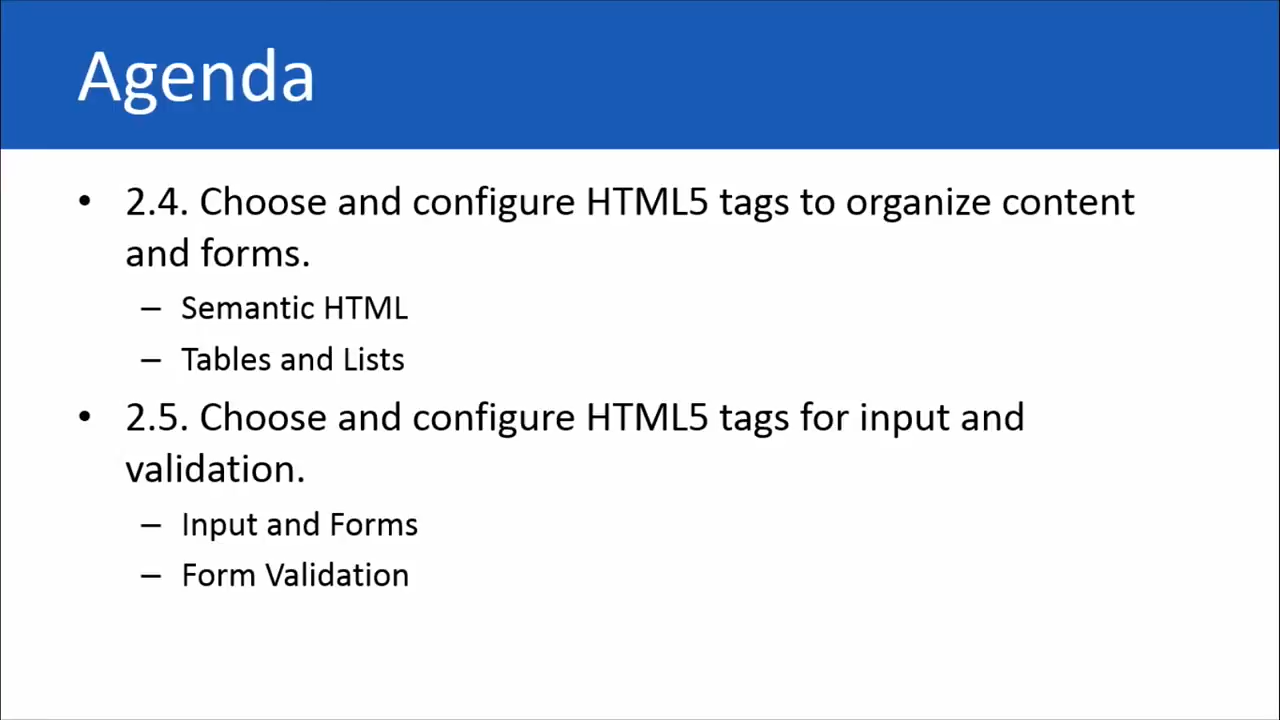 Agenda
• 2.4. Choose and configure HTML5 tags to organize content
and forms.
– Semantic HTML
– Tables and Lists
• 2.5. Choose and configure HTML5 tags for input and
validation.
– Input and Forms
– Form Validation